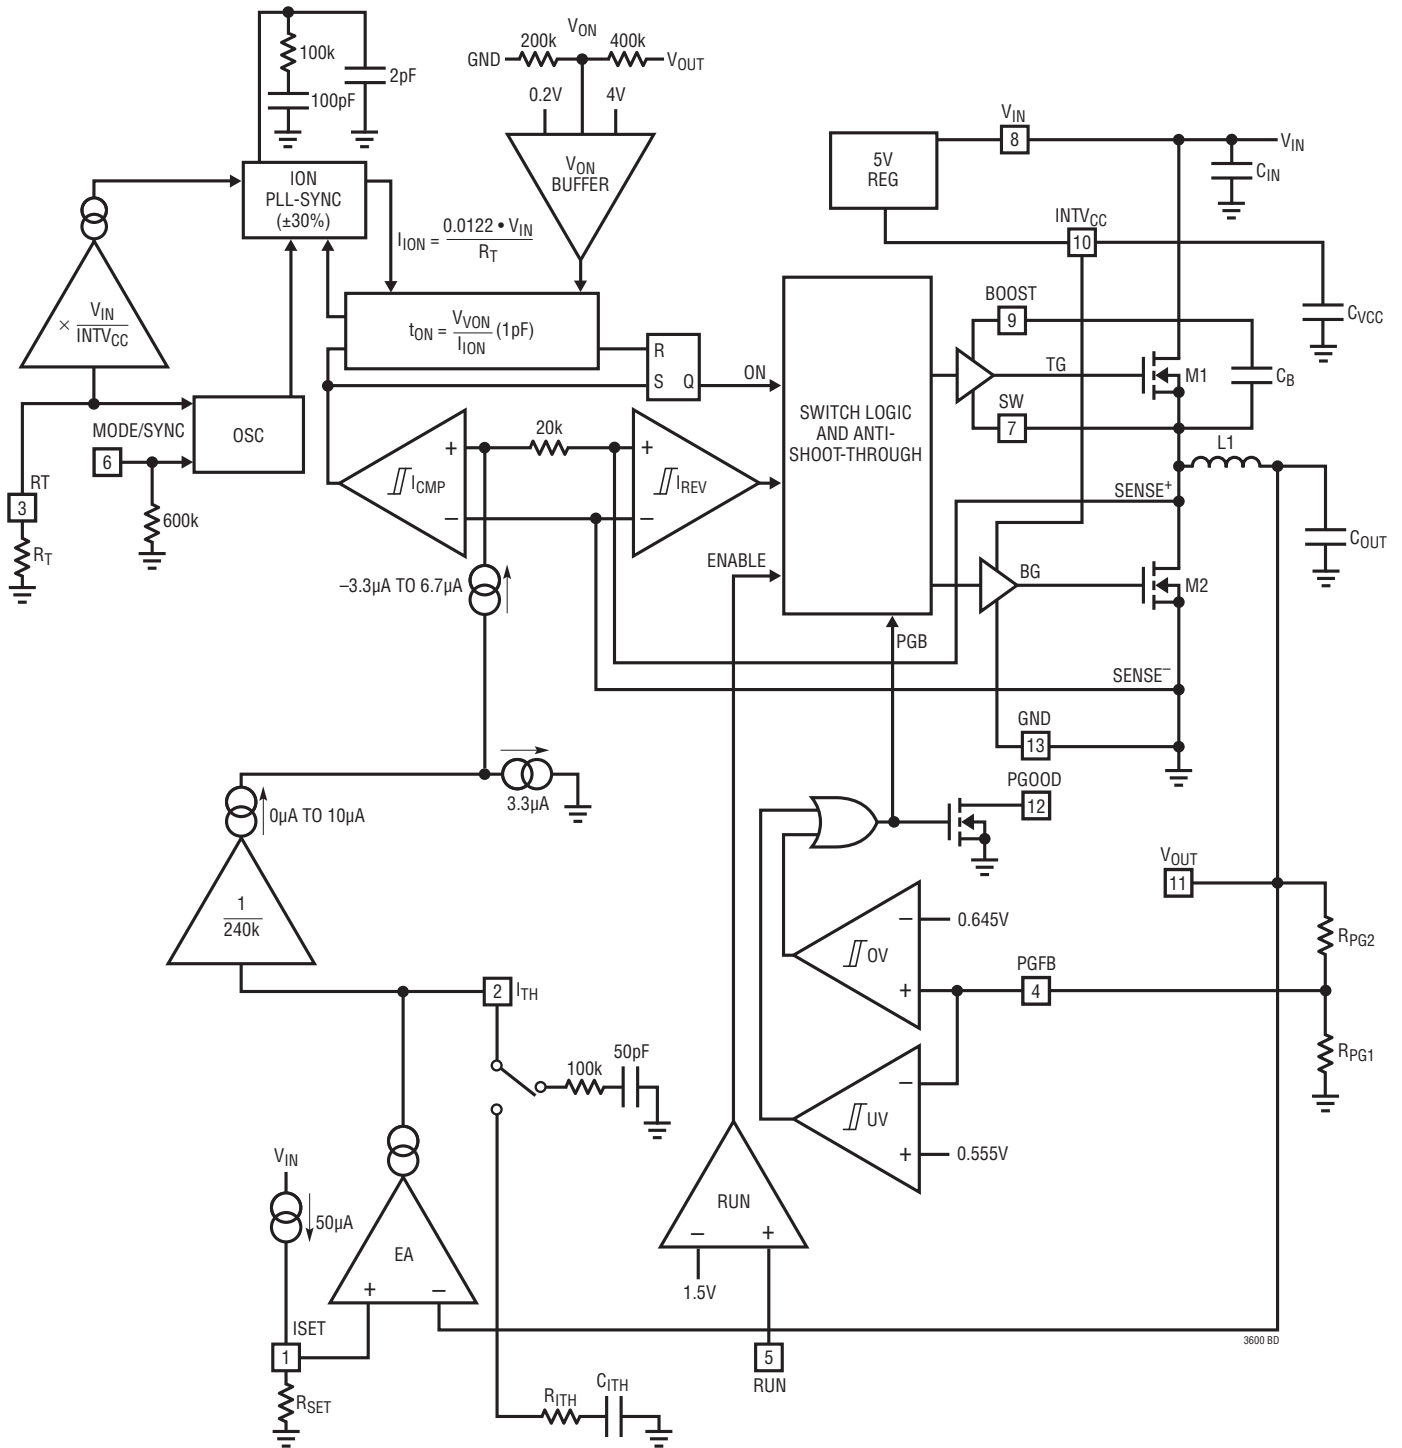 100k
2pF
100pF
VON
200k
400k
GND
VOUT
0.2V
4V
VON
BUFFER
ION
PLL-SYNC
(±30%)
IION = 0.0122 • VIN
RT
× VIN
INTVCC
tON = VVON (1pF)
IION
5V
REG
VIN
8
VIN
CIN
INTVCC
10
CVCC
BOOST
9
TG
M1
CB
SW
7
L1
R
S Q
ON
SWITCH LOGIC
AND ANTI-
SHOOT-THROUGH
MODE/SYNC
6
OSC
RT
3
RT
600k
20k
+
–
ICMP
+
–
IREV
SENSE+
COUT
ENABLE
BG
M2
–3.3µA TO 6.7µA
PGB
SENSE–
GND
13
3.3µA
0µA TO 10µA
PGOOD
12
1
240k
VOUT
11
– 0.645V
OV
+
RPG2
PGFB
4
RPG1
2
ITH
100k
50pF
–
UV
+ 0.555V
VIN
50µA
EA
+ –
RUN
– +
1.5V
ISET
1
RSET
5
RUN
RITH
CITH
3600 BD